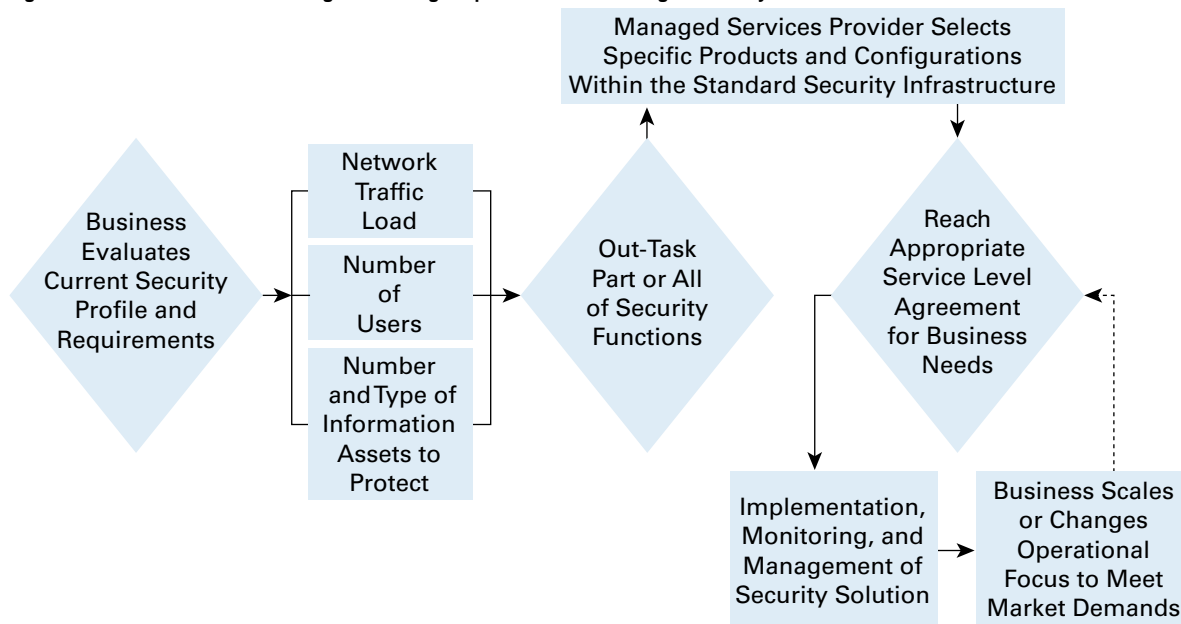 Managed Services Provider Selects
Specific Products and Configurations
Within the Standard Security Infrastructure
Business
Evaluates
Current Security
Profile and
Requirements
Network
Traffic
Load
Number
of
Users
Number
and Type of
Information
Assets to
Protect
Out-Task
Part or All
of Security
Functions
Reach
Appropriate
Service Level
Agreement
for Business
Needs
Implementation,
Monitoring, and
Management of
Security Solution
Business Scales
or Changes
Operational
Focus to Meet
Market Demands